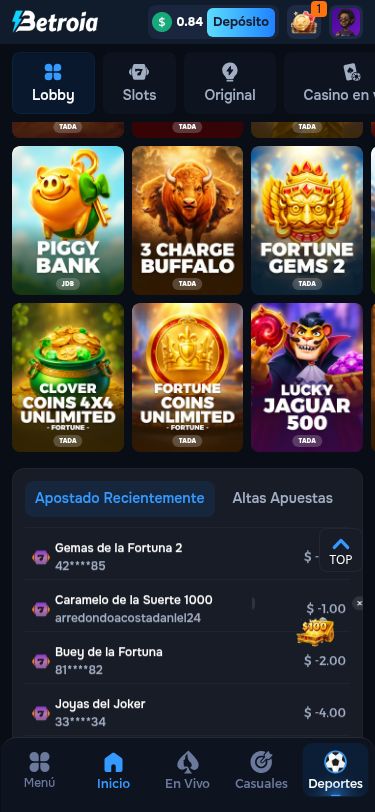 Betroia
$ 0.84 Depósito
1
Lobby
Slots
Original
Casino en v
TADA
TADA
TADA
PIGGY
BANK
JDB
3 CHARGE
BUFFALO
TADA
FORTUNE
GEMS 2
TADA
CLOVER
COINS 4X4
UNLIMITED
- FORTUNE -
TADA
FORTUNE
COINS
UNLIMITED
- FORTUNE -
TADA
LUCKY
JAGUAR
500
TADA
Apostado Recientemente
Altas Apuestas
Gemas de la Fortuna 2
42****85
$ -
TOP
Caramelo de la Suerte 1000
arredondoacostadaniel24
$ -1.00
×
$100
Buey de la Fortuna
81****82
$ -2.00
Joyas del Joker
33****34
$ -4.00
Menú
Inicio
En Vivo
Casuales
Deportes